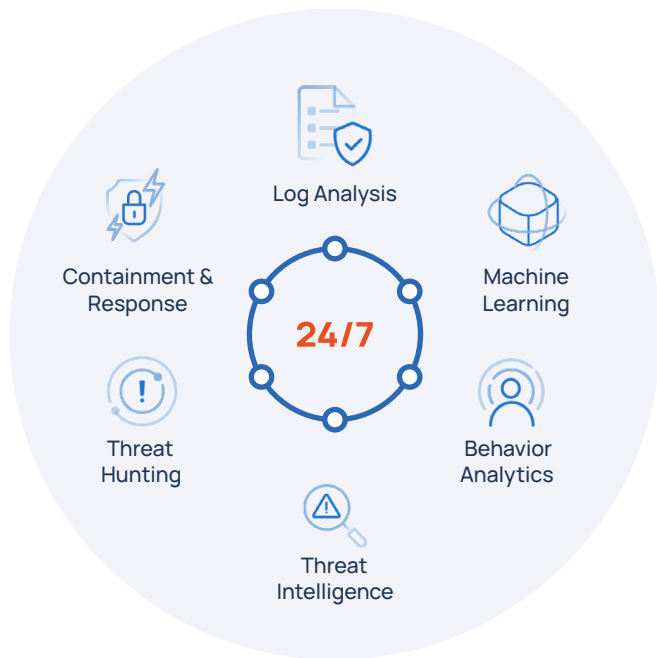 Log Analysis
Containment &
Response
Machine
Learning
24/7
Threat
Hunting
Behavior
Analytics
Threat
Intelligence